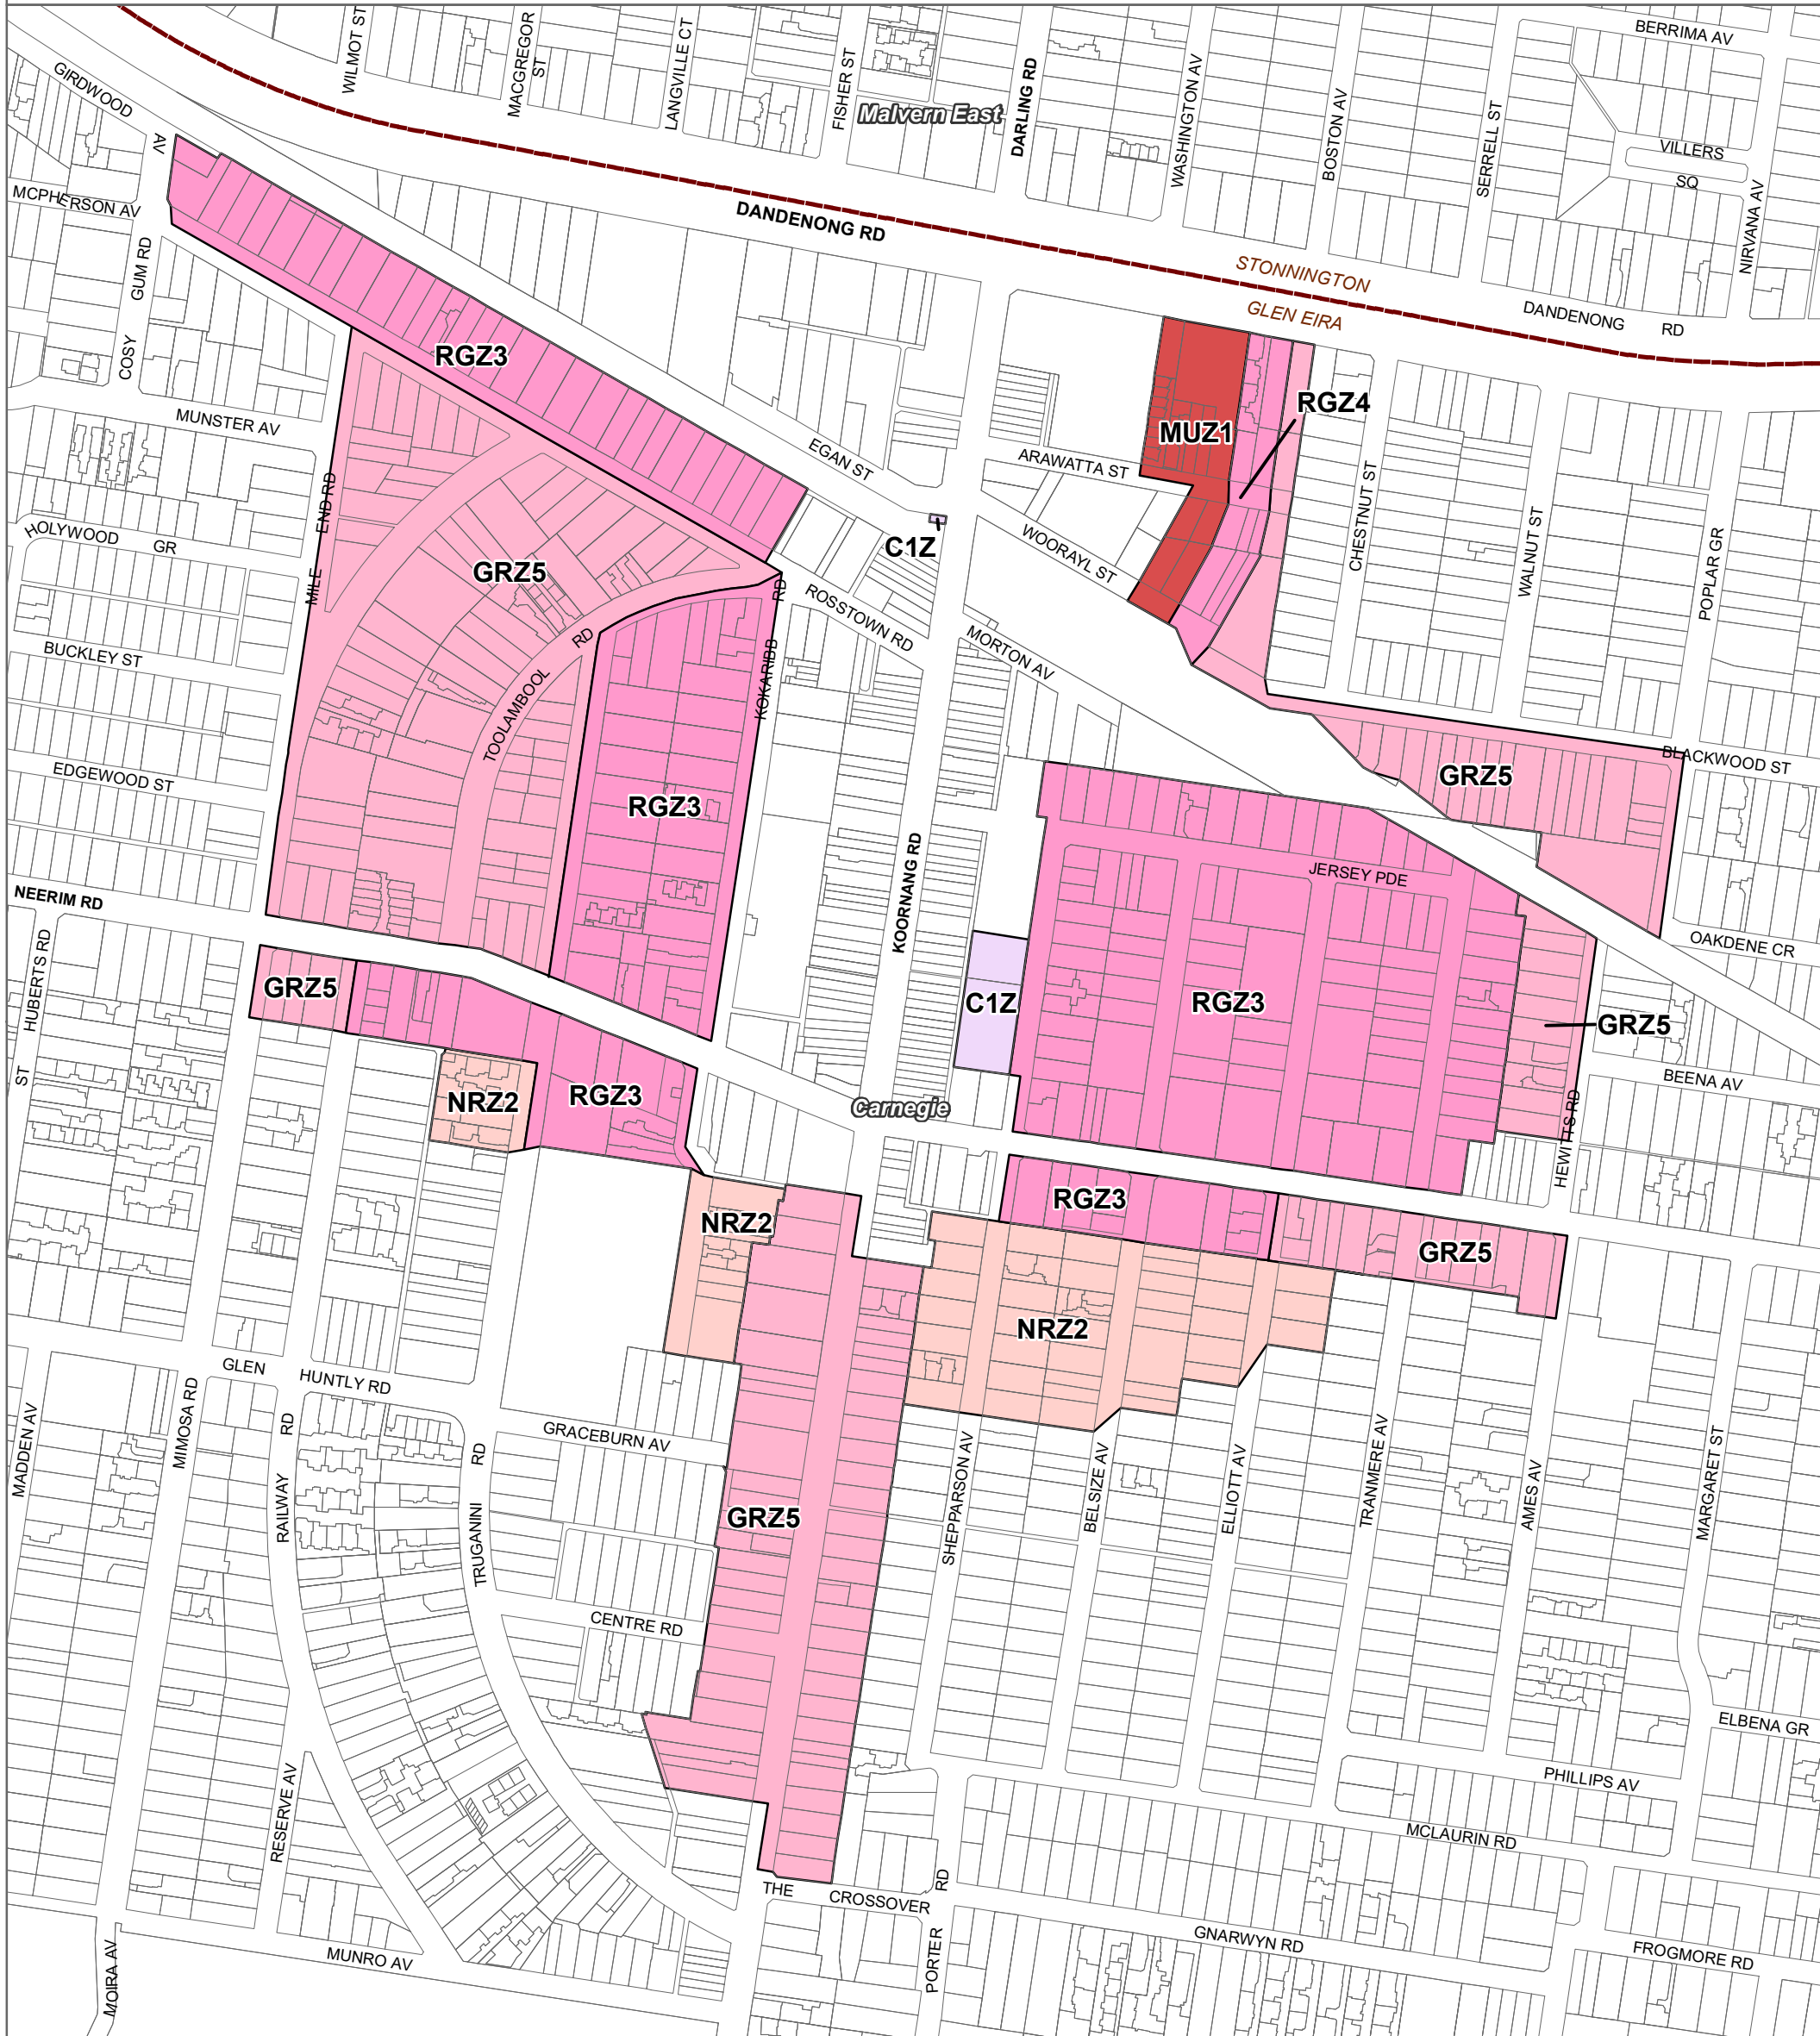 BERRIMA AV
WILMOT ST
MACGREGOR
ST
LANGVILLE CT
FISHER ST
DARLING RD
WASHINGTON AV
BOSTON AV
SERRELL ST
VILLERS
SQ
NIRVANA AV
Malvern East
GIRDWOOD
AV
MCPHERSON AV
DANDENONG RD
STONNINGTON
GLEN EIRA
DANDENONG
RD
COSY
GUM RD
RGZ3
RGZ4
MUZ1
MUNSTER AV
EGAN ST
ARAWATTA ST
CHESTNUT ST
WALNUT ST
POPLAR GR
HOLYWOOD
GR
MILE
END RD
GRZ5
C1Z
WOORAYL ST
ROSSTOWN RD
MORTON AV
BUCKLEY ST
TOOLAMBOOL
RD
KOKARIBB
RD
EDGEWOOD ST
RGZ3
GRZ5
BLACKWOOD ST
JERSEY PDE
KOORNANG RD
NEERIM RD
OAKDENE CR
HUBERTS RD
ST
GRZ5
C1Z
RGZ3
GRZ5
BEENA AV
NRZ2
RGZ3
Carnegie
HEWITTS RD
RGZ3
NRZ2
GRZ5
NRZ2
GLEN
HUNTLY RD
MADDEN AV
MIMOSA RD
RAILWAY
RD
TRUGANINI
RD
GRACEBURN AV
GRZ5
SHEPPARSON AV
BELSIZE AV
ELLIOTT AV
TRANMERE AV
AMES AV
MARGARET ST
CENTRE RD
ELBENA GR
PHILLIPS AV
RESERVE AV
MCLAURIN RD
THE
CROSSOVER
PORTER
RD
GNARWYN RD
MUNRO AV
MOIRA AV
FROGMORE RD